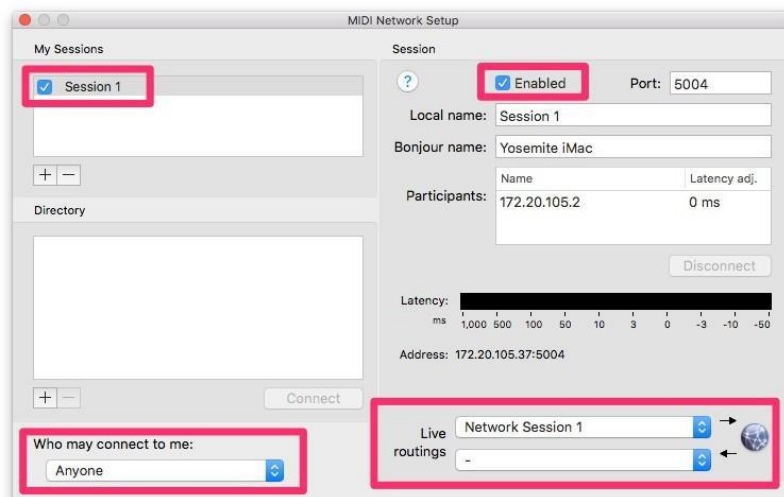 MIDI Network Setup
My Sessions
Session 1
+ −
Directory
+ −
Connect
Who may connect to me:
Anyone
Session
?
Enabled
Port: 5004
Local name: Session 1
Bonjour name: Yosemite iMac
Participants:
Name Latency adj.
172.20.105.2 0 ms
Disconnect
Latency:
ms 1,000 500 100 50 10 3 0 -3 -10 -50
Address: 172.20.105.37:5004
Live routings
Network Session 1
-